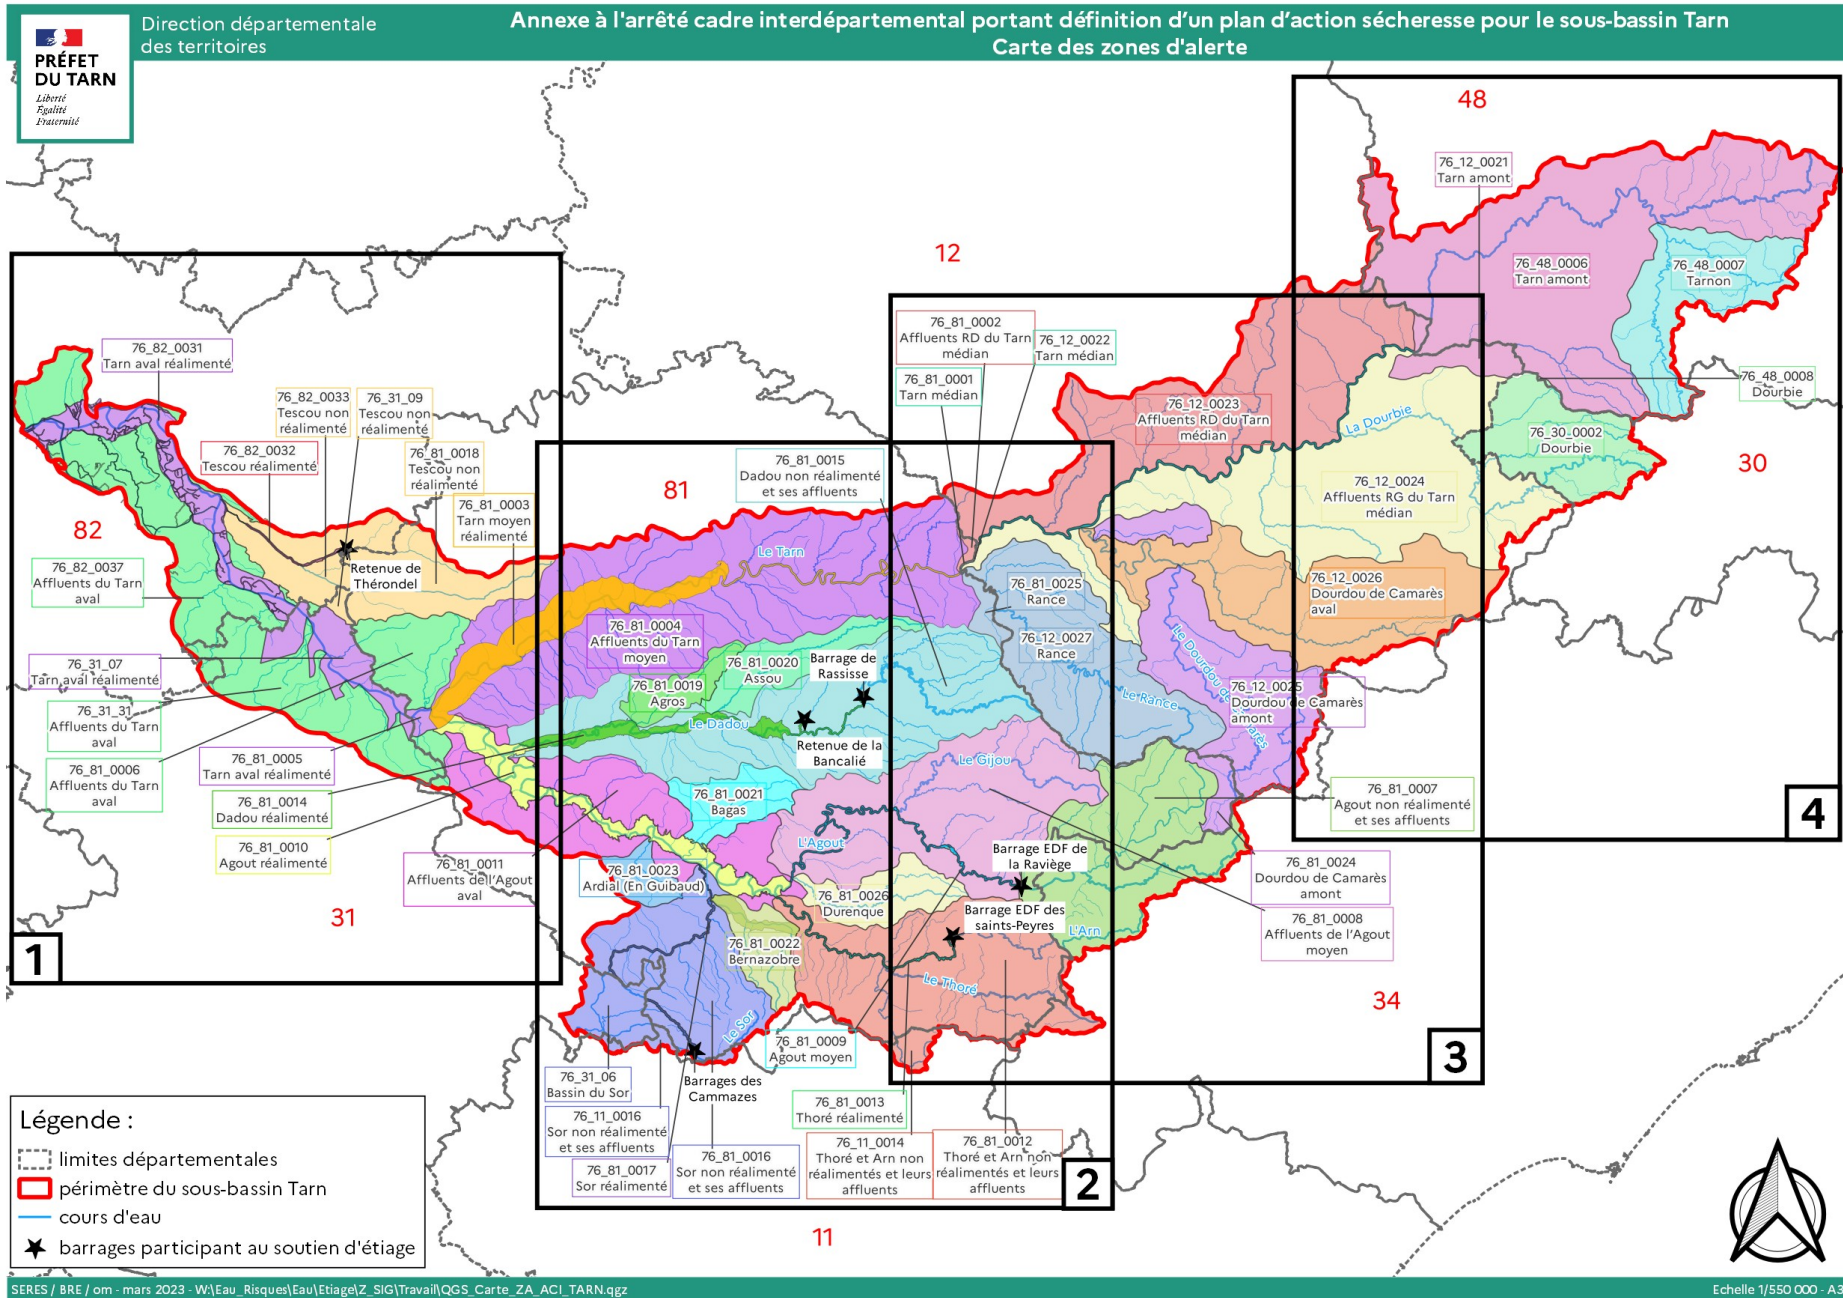 PRÉFET
DU TARN
Liberté
Égalité
Fraternité
Direction départementale
des territoires
Annexe à l'arrêté cadre interdépartemental portant définition d’un plan d’action sécheresse pour le sous-bassin Tarn
Carte des zones d'alerte
48
76_12_0021
Tarn amont
12
76_48_0006
Tarn amont
76_48_0007
Tarnon
76_81_0002
Affluents RD du Tarn
médian
76_12_0022
Tarn médian
76_81_0001
Tarn médian
76_82_0031
Tarn aval réalimenté
76_48_0008
Dourbie
76_82_0033
Tescou non
réalimenté
76_31_09
Tescou non
réalimenté
76_12_0023
Affluents RD du Tarn
médian
La Dourbie
76_30_0002
Dourbie
30
76_82_0032
Tescou réalimenté
76_81_0018
Tescou non
réalimenté
76_81_0015
Dadou non réalimenté
et ses affluents
81
76_81_0003
Tarn moyen
réalimenté
76_12_0024
Affluents RG du Tarn
médian
82
Le Tarn
Retenue de
Thérondel
76_82_0037
Affluents du Tarn
aval
76_81_0025
Rance
76_12_0026
Dourdou de Camarès
aval
76_81_0004
Affluents du Tarn
moyen
76_12_0027
Rance
Le Dourdou de Camarès
76_31_07
Tarn aval réalimenté
76_81_0020
Assou
Barrage de
Rassisse
76_81_0019
Agros
Le Rance
76_12_0025
Dourdou de Camarès
amont
76_31_31
Affluents du Tarn
aval
Le Dadou
Retenue de la
Bancalié
76_81_0005
Tarn aval réalimenté
76_81_0006
Affluents du Tarn
aval
Le Gijou
76_81_0014
Dadou réalimenté
76_81_0021
Bagas
76_81_0007
Agout non réalimenté
et ses affluents
4
76_81_0010
Agout réalimenté
L'Agout
Barrage EDF de
la Raviège
76_81_0011
Affluents de l'Agout
aval
76_81_0023
Ardial (En Guibaud)
76_81_0024
Dourdou de Camarès
amont
76_81_0026
Durenque
Barrage EDF des
saints-Peyres
76_81_0008
Affluents de l'Agout
moyen
31
L'Arn
76_81_0022
Bernazobre
1
Le Thoré
34
Le Sor
76_81_0009
Agout moyen
3
76_31_06
Bassin du Sor
Barrages des
Cammazes
76_11_0016
Sor non réalimenté
et ses affluents
76_81_0013
Thoré réalimenté
76_81_0017
Sor réalimenté
76_81_0016
Sor non réalimenté
et ses affluents
76_11_0014
Thoré et Arn non
réalimentés et leurs
affluents
76_81_0012
Thoré et Arn non
réalimentés et leurs
affluents
2
11
Légende :
limites départementales
périmètre du sous-bassin Tarn
cours d'eau
barrages participant au soutien d'étiage
SERES / BRE / om - mars 2023 - W:\Eau_Risques\Eau\Etiage\Z_SIG\Travail\QGS_Carte_ZA_ACI_TARN.qgz
Echelle 1/550 000 - A3